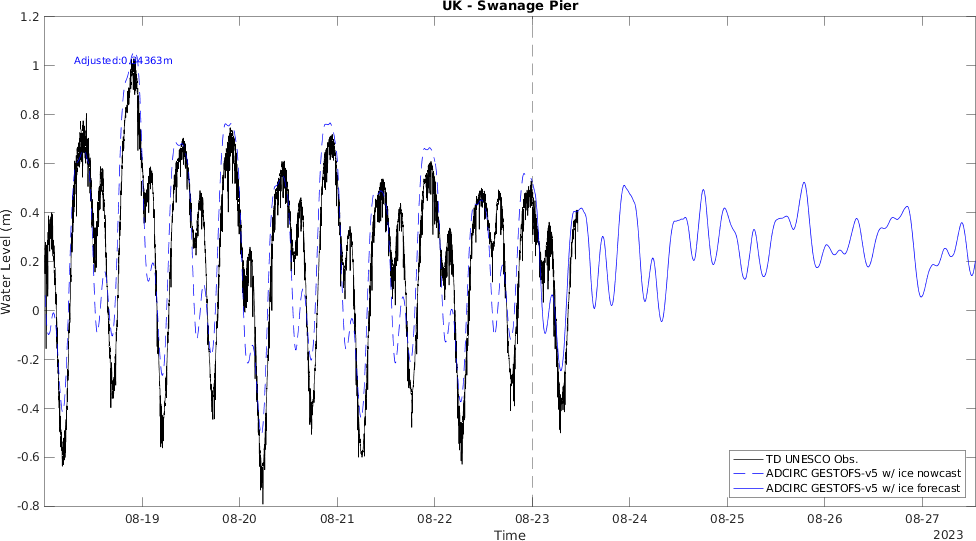 UK - Swanage Pier
1.2
1
0.8
0.6
0.4
0.2
0
-0.2
-0.4
-0.6
-0.8
Water Level (m)
TD UNESCO Obs.
ADCIRC GESTOFS-v5 w/ ice nowcast
ADCIRC GESTOFS-v5 w/ ice forecast
08-19 08-20 08-21 08-22 08-23 08-24 08-25 08-26 08-27
Time
2023